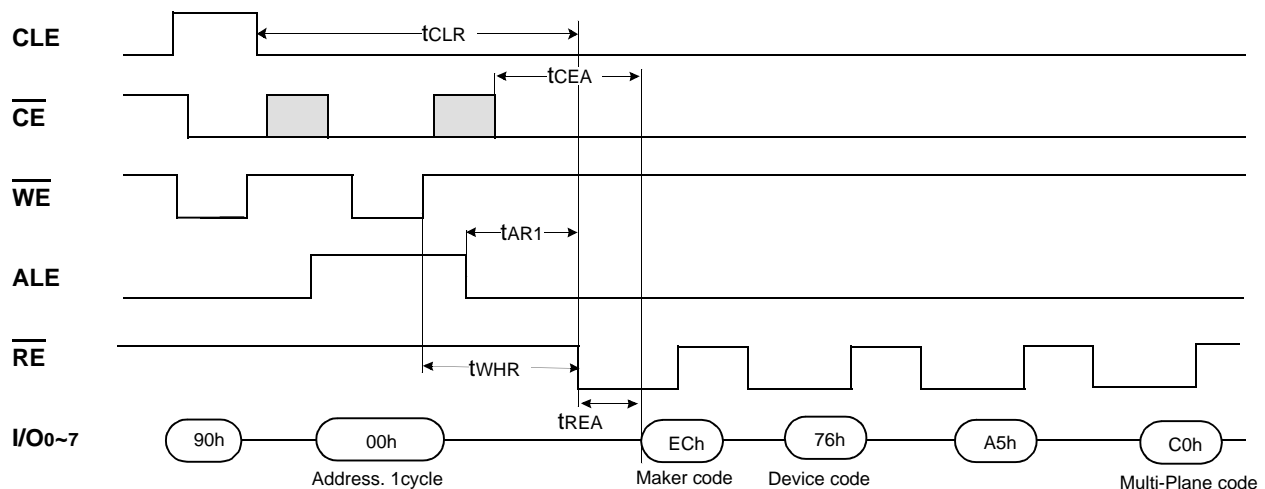 CLE
tCLR
tCEA
CE
WE
tAR1
ALE
RE
tWHR
tREA
I/O0~7
90h
00h
ECh
76h
A5h
C0h
Address. 1cycle
Maker code
Device code
Multi-Plane code